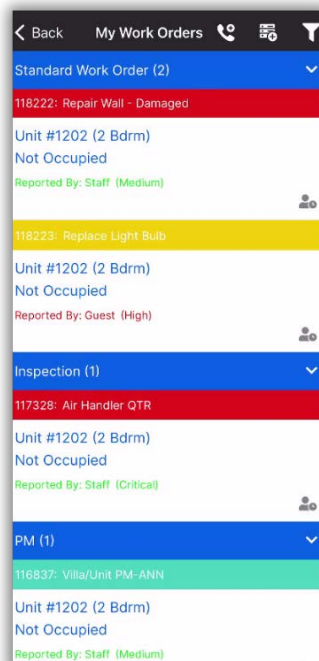 Back My Work Orders
Standard Work Order (2)
118222: Repair Wall - Damaged
Unit #1202 (2 Bdrm)
Not Occupied
Reported By: Staff (Medium)
118223: Replace Light Bulb
Unit #1202 (2 Bdrm)
Not Occupied
Reported By: Guest (High)
Inspection (1)
117328: Air Handler QTR
Unit #1202 (2 Bdrm)
Not Occupied
Reported By: Staff (Critical)
PM (1)
116837: Villa/Unit PM-ANN
Unit #1202 (2 Bdrm)
Not Occupied
Reported By: Staff (Medium)